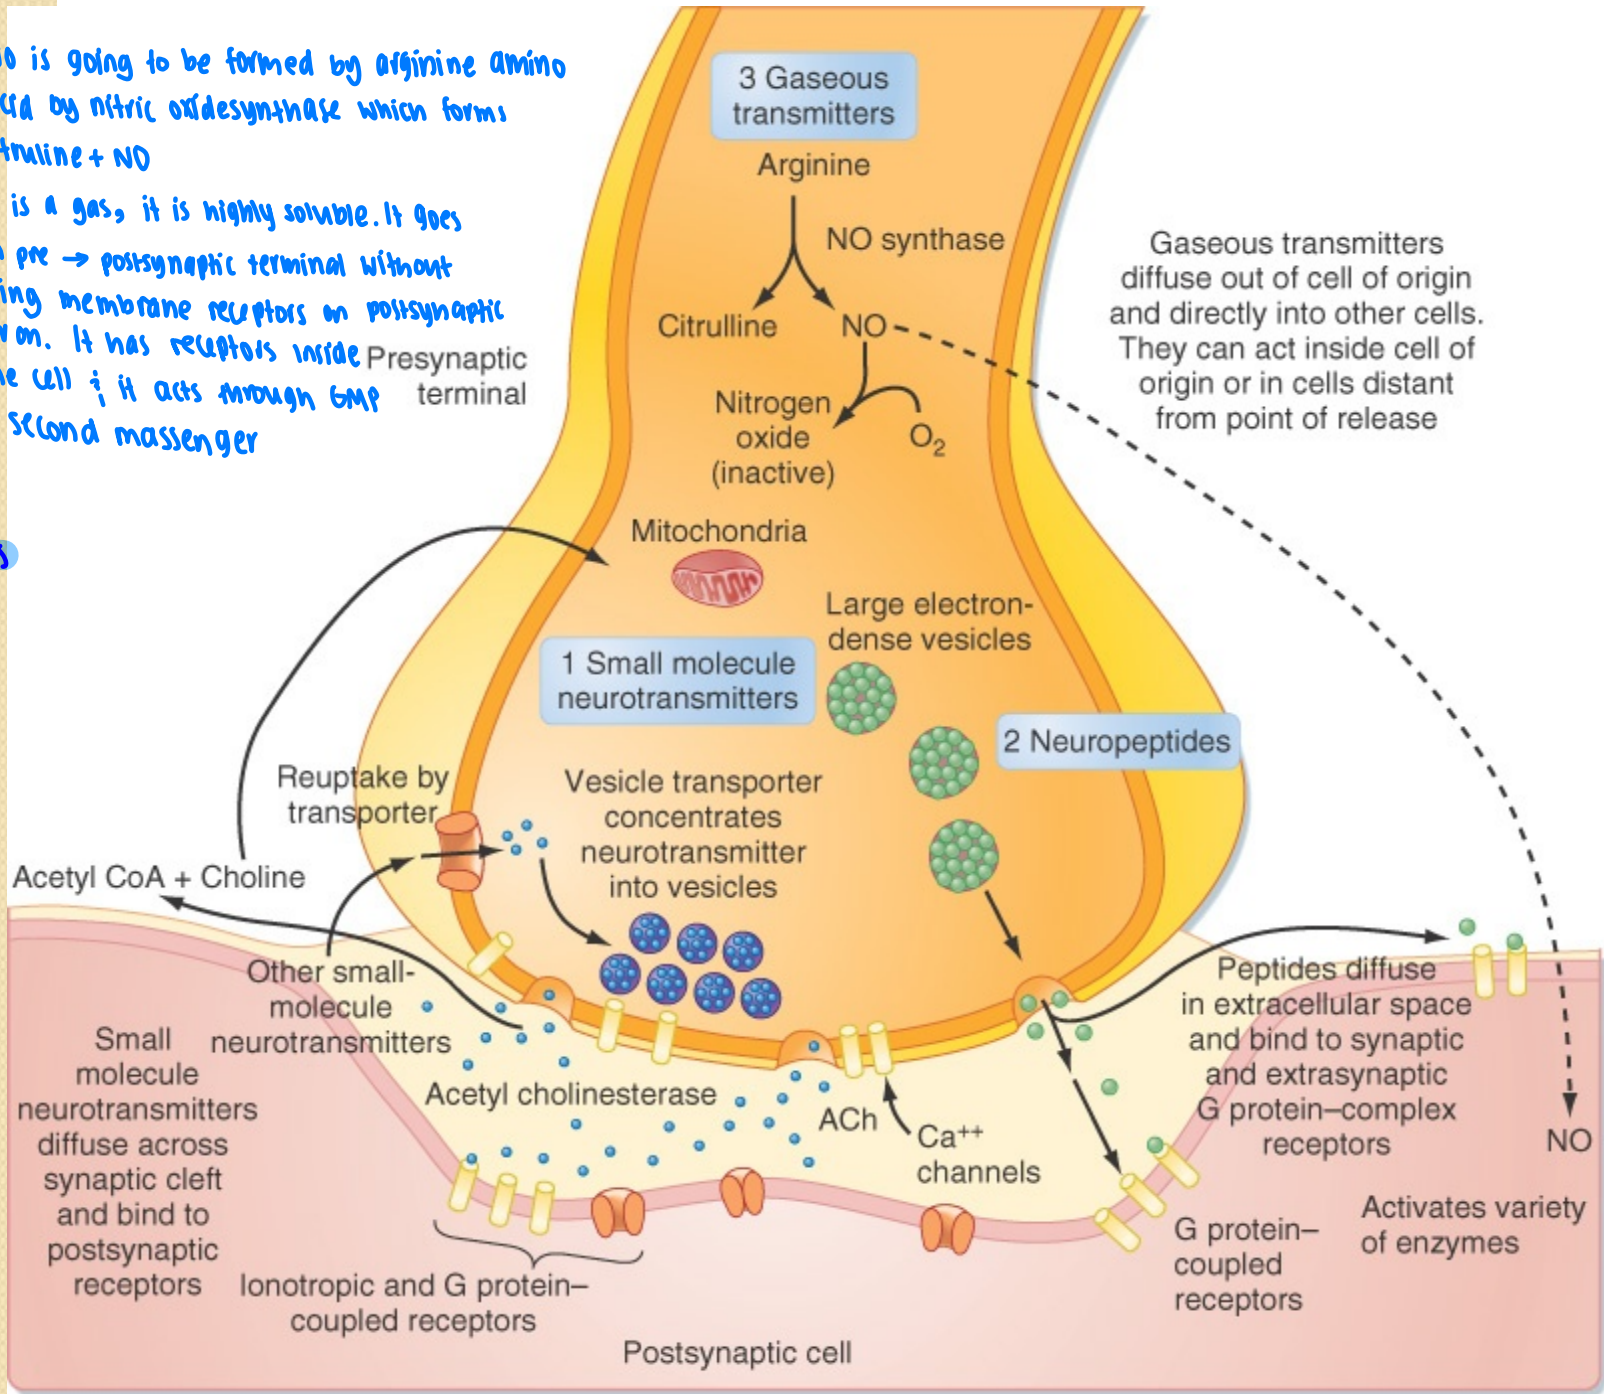 is going to be formed by arginine amino
by nitric oxidesynthase which forms
+ NO
is a gas, it is highly soluble. It goes
pre → postsynaptic terminal without
membrane receptors on postsynaptic
It has receptors inside
cell & it acts through GMP
second massenger
3 Gaseous
transmitters
Arginine
NO synthase
Citrulline
NO
Nitrogen
oxide
(inactive)
O2
Gaseous transmitters
diffuse out of cell of origin
and directly into other cells.
They can act inside cell of
origin or in cells distant
from point of release
Presynaptic
terminal
Mitochondria
Large electron-
dense vesicles
1 Small molecule
neurotransmitters
2 Neuropeptides
Reuptake by
transporter
Vesicle transporter
concentrates
neurotransmitter
into vesicles
Acetyl CoA + Choline
Other small-
molecule
neurotransmitters
Small
molecule
neurotransmitters
diffuse across
synaptic cleft
and bind to
postsynaptic
receptors
Acetyl cholinesterase
ACh
Ca++
channels
Peptides diffuse
in extracellular space
and bind to synaptic
and extrasynaptic
G protein–complex
receptors
NO
Activates variety
of enzymes
G protein–
coupled
receptors
Ionotropic and G protein–
coupled receptors
Postsynaptic cell